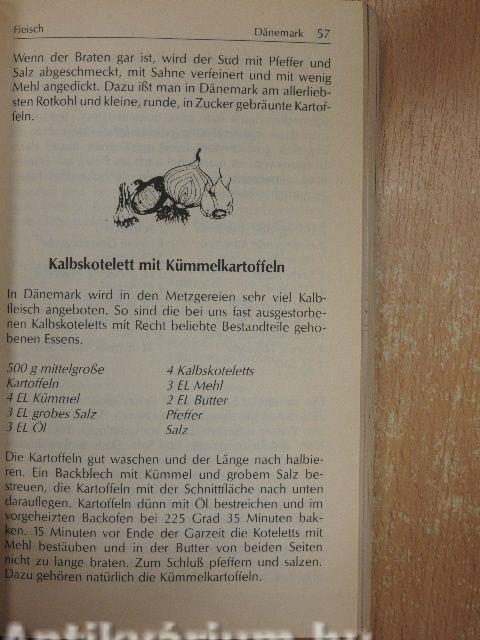 Fleisch
Dänemark 57
Wenn der Braten gar ist, wird der Sud mit Pfeffer und
Salz abgeschmeckt, mit Sahne verfeinert und mit wenig
Mehl angedickt. Dazu ißt man in Dänemark am allerlieb-
sten Rotkohl und kleine, runde, in Zucker gebräunte Kartof-
feln.
Kalbskotelett mit Kümmelkartoffeln
In Dänemark wird in den Metzgereien sehr viel Kalb-
fleisch angeboten. So sind die bei uns fast ausgestorbe-
nen Kalbskoteletts mit Recht beliebte Bestandteile geho-
benen Essens.
500 g mittelgroße
Kartoffeln
4 EL Kümmel
3 EL grobes Salz
3 EL Öl
4 Kalbskoteletts
3 EL Mehl
2 EL Butter
Pfeffer
Salz
Die Kartoffeln gut waschen und der Länge nach halbie-
ren. Ein Backblech mit Kümmel und grobem Salz be-
streuen, die Kartoffeln mit der Schnittfläche nach unten
darauflegen. Kartoffeln dünn mit Öl bestreichen und im
vorgeheizten Backofen bei 225 Grad 35 Minuten bak-
ken. 15 Minuten vor Ende der Garzeit die Koteletts mit
Mehl bestäuben und in der Butter von beiden Seiten
nicht zu lange braten. Zum Schluß pfeffern und salzen.
Dazu gehören natürlich die Kümmelkartoffeln.
Antikvárium.hu